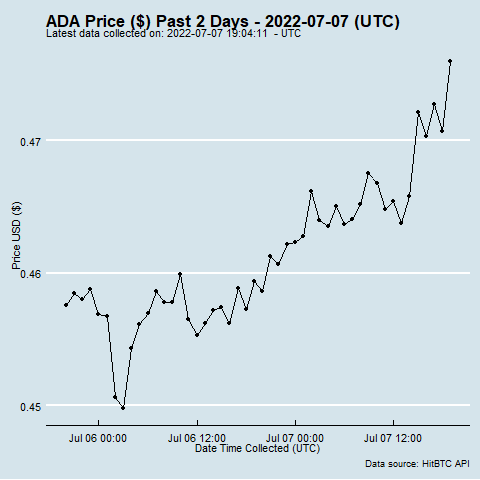 ADA Price ($) Past 2 Days - 2022-07-07 (UTC)
Latest data collected on: 2022-07-07 19:04:11 - UTC
0.47
0.46
0.45
Price USD ($)
Jul 06 00:00 Jul 06 12:00 Jul 07 00:00 Jul 07 12:00
Date Time Collected (UTC)
Data source: HitBTC API